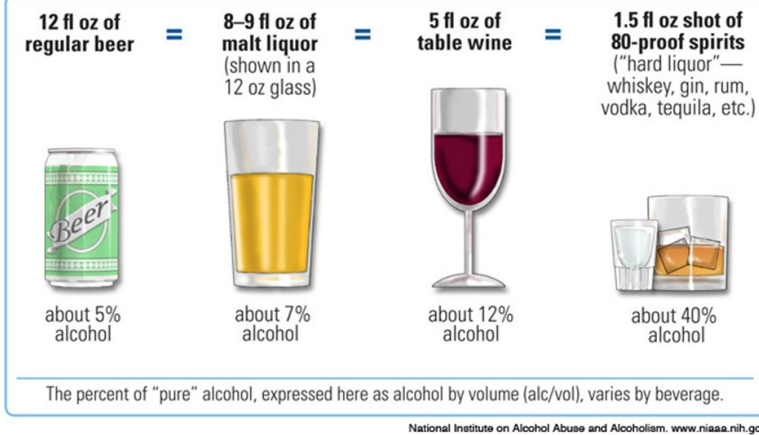 12 fl oz of
regular beer
=
8–9 fl oz of
malt liquor
(shown in a
12 oz glass)
=
5 fl oz of
table wine
=
1.5 fl oz shot of
80-proof spirits
(“hard liquor”—
whiskey, gin, rum,
vodka, tequila, etc.)
Beer
about 5%
alcohol
about 7%
alcohol
about 12%
alcohol
about 40%
alcohol
The percent of “pure” alcohol, expressed here as alcohol by volume (alc/vol), varies by beverage.
National Institute on Alcohol Abuse and Alcoholism. www.niaaa.nih.go